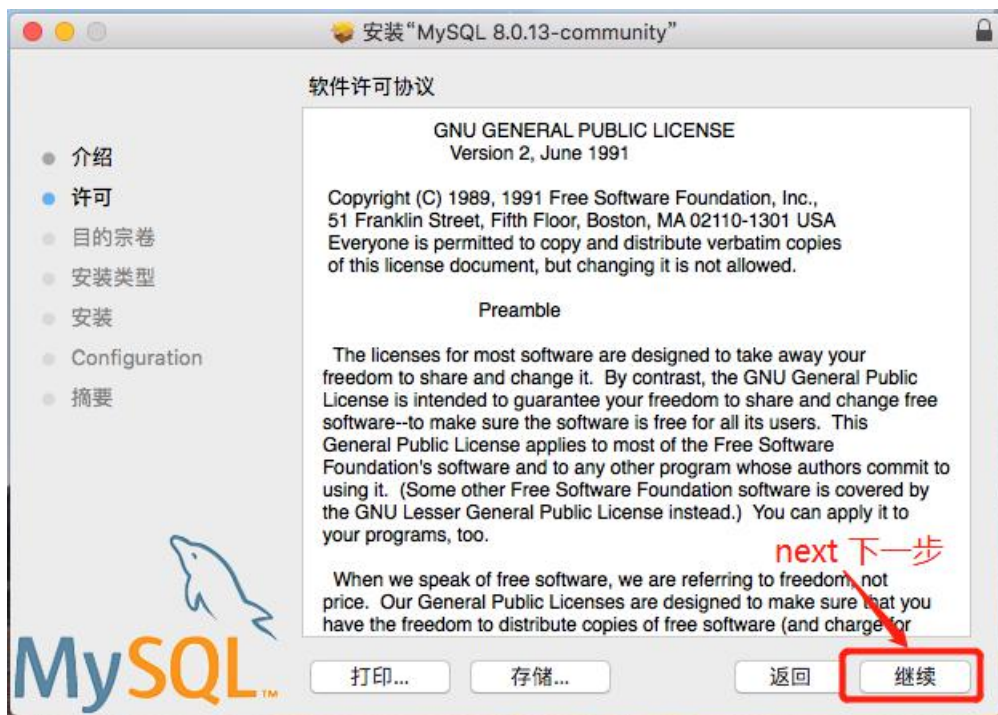 安装“MySQL 8.0.13-community”
软件许可协议
介绍
许可
目的宗卷
安装类型
安装
Configuration
摘要
GNU GENERAL PUBLIC LICENSE
Version 2, June 1991
Copyright (C) 1989, 1991 Free Software Foundation, Inc.,
51 Franklin Street, Fifth Floor, Boston, MA 02110-1301 USA
Everyone is permitted to copy and distribute verbatim copies
of this license document, but changing it is not allowed.
Preamble
The licenses for most software are designed to take away your
freedom to share and change it. By contrast, the GNU General Public
License is intended to guarantee your freedom to share and change free
software--to make sure the software is free for all its users. This
General Public License applies to most of the Free Software
Foundation's software and to any other program whose authors commit to
using it. (Some other Free Software Foundation software is covered by
the GNU Lesser General Public License instead.) You can apply it to
your programs, too.
next 下一步
When we speak of free software, we are referring to freedom, not
price. Our General Public Licenses are designed to make sure that you
have the freedom to distribute copies of free software (and charge for
MySQL TM
打印...
存储...
返回
继续